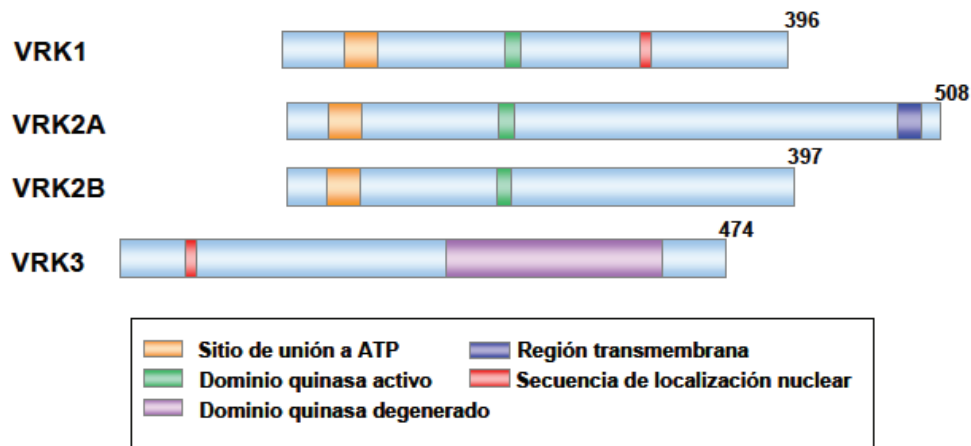 396
VRK1
508
VRK2A
397
VRK2B
474
VRK3
Sitio de unión a ATP
Región transmembrana
Dominio quinasa activo
Secuencia de localización nuclear
Dominio quinasa degenerado